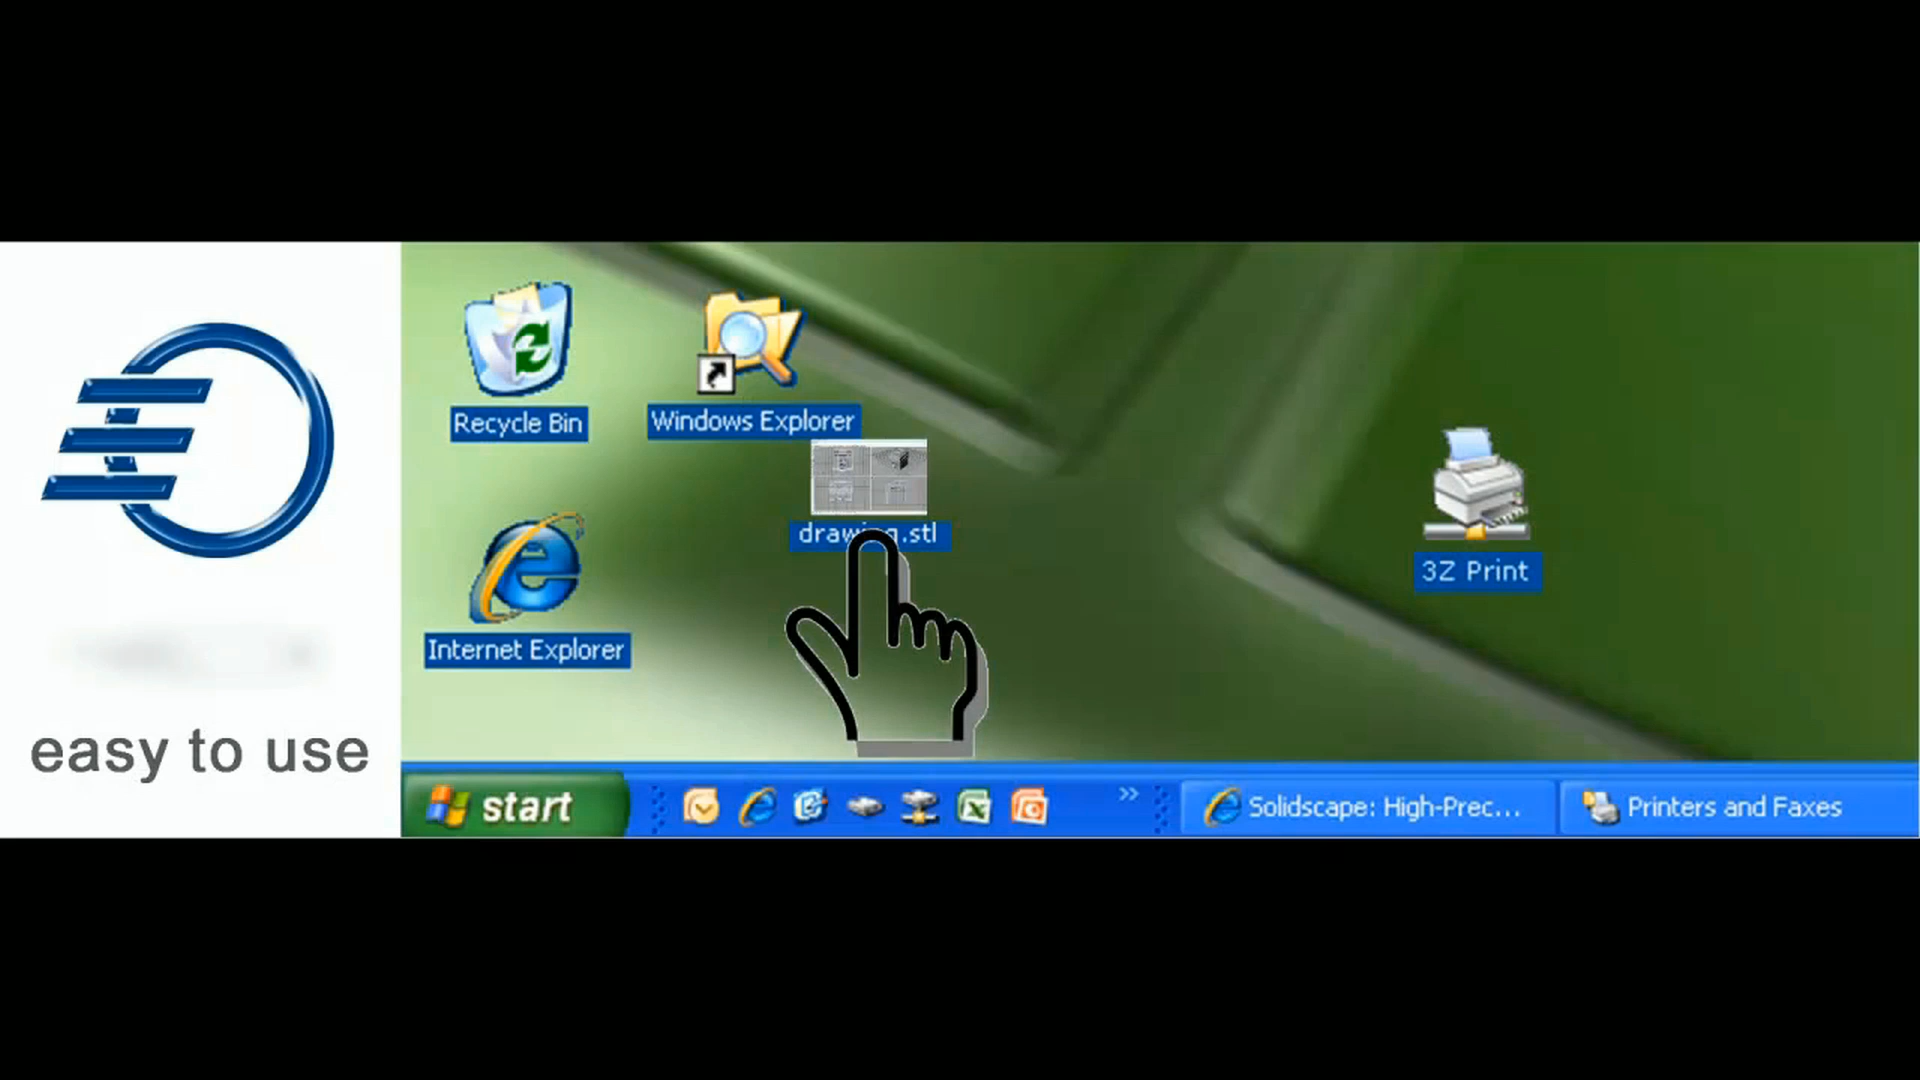 Recycle Bin
Windows Explorer
drawing.stl
Internet Explorer
3Z Print
easy to use
start
Solidscape: High-Prec...
Printers and Faxes